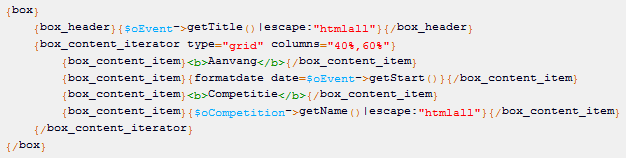 {box}
{box_header}{$oEvent->getTitle()|escape:"htmlall"}{/box_header}
{box_content_iterator type="grid" columns="40%,60%"}
{box_content_item}<b>Aanvang</b>{/box_content_item}
{box_content_item}{formatdate date=$oEvent->getStart()}{/box_content_item}
{box_content_item}<b>Competitie</b>{/box_content_item}
{box_content_item}{$oCompetition->getName()|escape:"htmlall"}{/box_content_item}
{/box_content_iterator}
{/box}